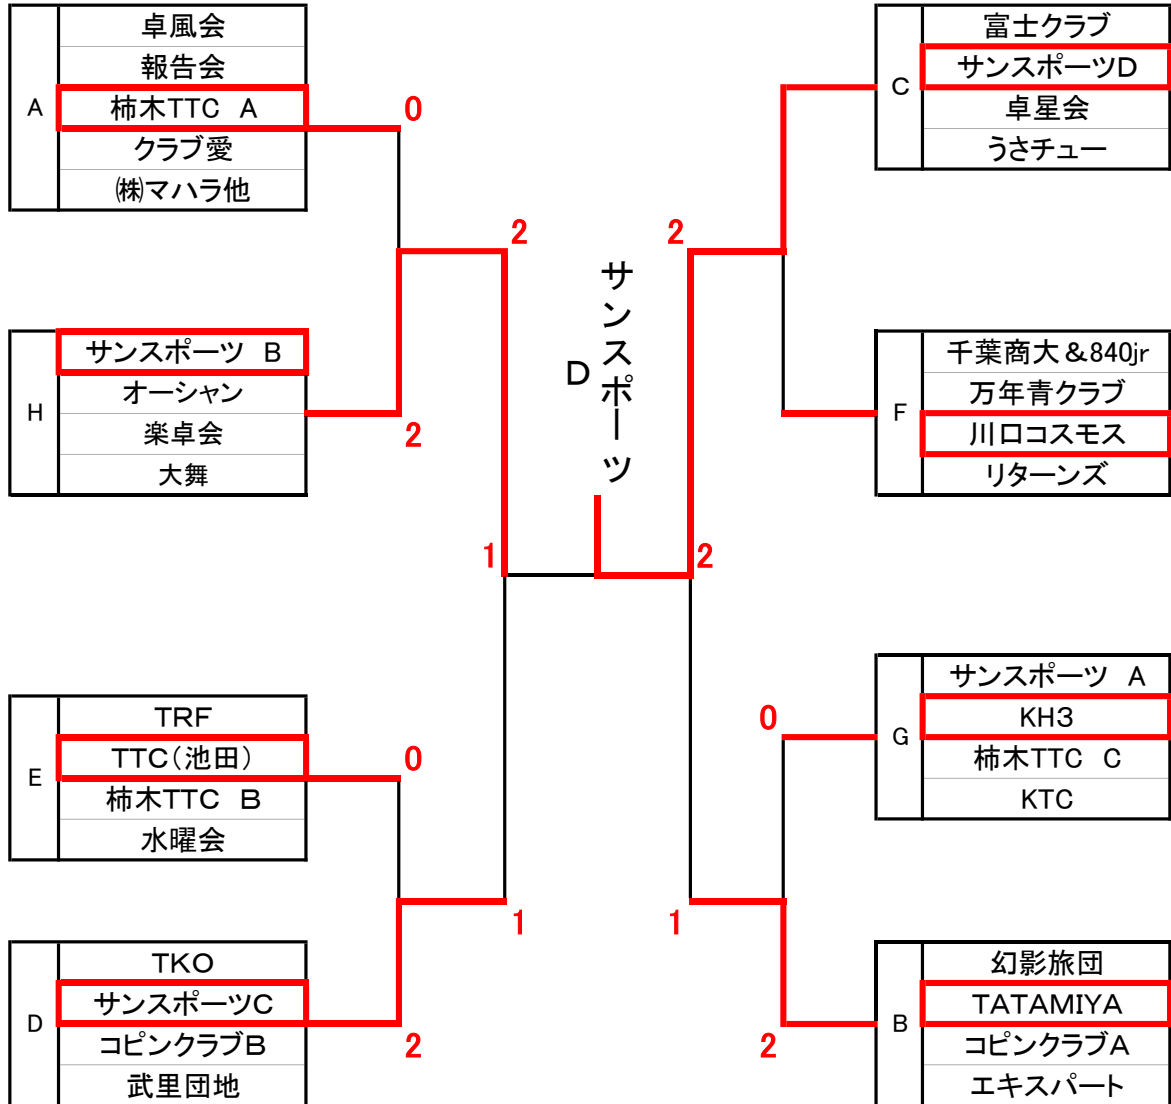 A
卓風会
報告会
柿木TTC A
クラブ愛
㈱マハラ他
0
H
サンスポーツ B
オーシャン
楽卓会
大舞
2
2
1
E
TRF
TTC(池田)
柿木TTC B
水曜会
0
D
TKO
サンスポーツC
コピンクラブB
武里団地
2
1
サンスポーツ
D
C
富士クラブ
サンスポーツD
卓星会
うさチュー
2
F
千葉商大&840jr
万年青クラブ
川口コスモス
リターンズ
2
G
サンスポーツ A
KH3
柿木TTC C
KTC
0
B
幻影旅団
TATAMIYA
コピンクラブA
エキスパート
2
1